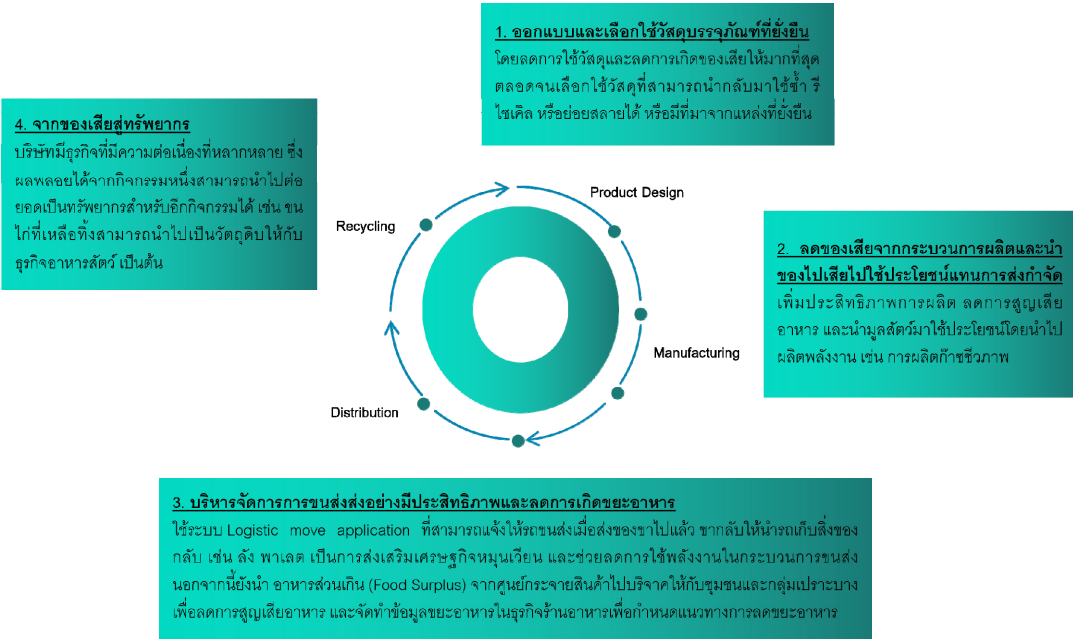 1. ออกแบบและเลือกใช้วัสดุบรรจุภัณฑ์ที่ยั่งยืน
โดยลดการใช้วัสดุและลดการเกิดของเสียให้มากที่สุด
ตลอดจนเลือกใช้วัสดุที่สามารถนำกลับมาใช้ซ้ำ รี
ไซเคิล หรือย่อยสลายได้ หรือมีที่มาจากแหล่งที่ยั่งยืน
4. จากของเสียสู่ทรัพยากร
บริษัทมีธุรกิจที่มีความต่อเนื่องที่หลากหลาย ซึ่ง
ผลพลอยได้จากกิจกรรมหนึ่งสามารถนำไปต่อ
ยอดเป็นทรัพยากรสำหรับอีกกิจกรรมได้ เช่น ขน
ไก่ที่เหลือทิ้งสามารถนำไปเป็นวัตถุดิบให้กับ
ธุรกิจอาหารสัตว์ เป็นต้น
Product Design
Recycling
2. ลดของเสียจากกระบวนการผลิตและนำ
ของไปเสียไปใช้ประโยชน์แทนการส่งกำจัด
เพิ่มประสิทธิภาพการผลิต ลดการสูญเสีย
อาหาร และนำมูลสัตว์มาใช้ประโยชน์โดยนำไป
ผลิตพลังงาน เช่น การผลิตก๊าซชีวภาพ
Manufacturing
Distribution
3. บริหารจัดการการขนส่งส่งอย่างมีประสิทธิภาพและลดการเกิดขยะอาหาร
ใช้ระบบ Logistic move application ที่สามารถแจ้งให้รถขนส่งเมื่อส่งของขาไปแล้ว ขากลับให้นำรถเก็บสิ่งของ
กลับ เช่น ลัง พาเลต เป็นการส่งเสริมเศรษฐกิจหมุนเวียน และช่วยลดการใช้พลังงานในกระบวนการขนส่ง
นอกจากนี้ยังนำ อาหารส่วนเกิน (Food Surplus) จากศูนย์กระจายสินค้าไปบริจาคให้กับชุมชนและกลุ่มเปราะบาง
เพื่อลดการสูญเสียอาหาร และจัดทำข้อมูลขยะอาหารในธุรกิจร้านอาหารเพื่อกำหนดแนวทางการลดขยะอาหาร